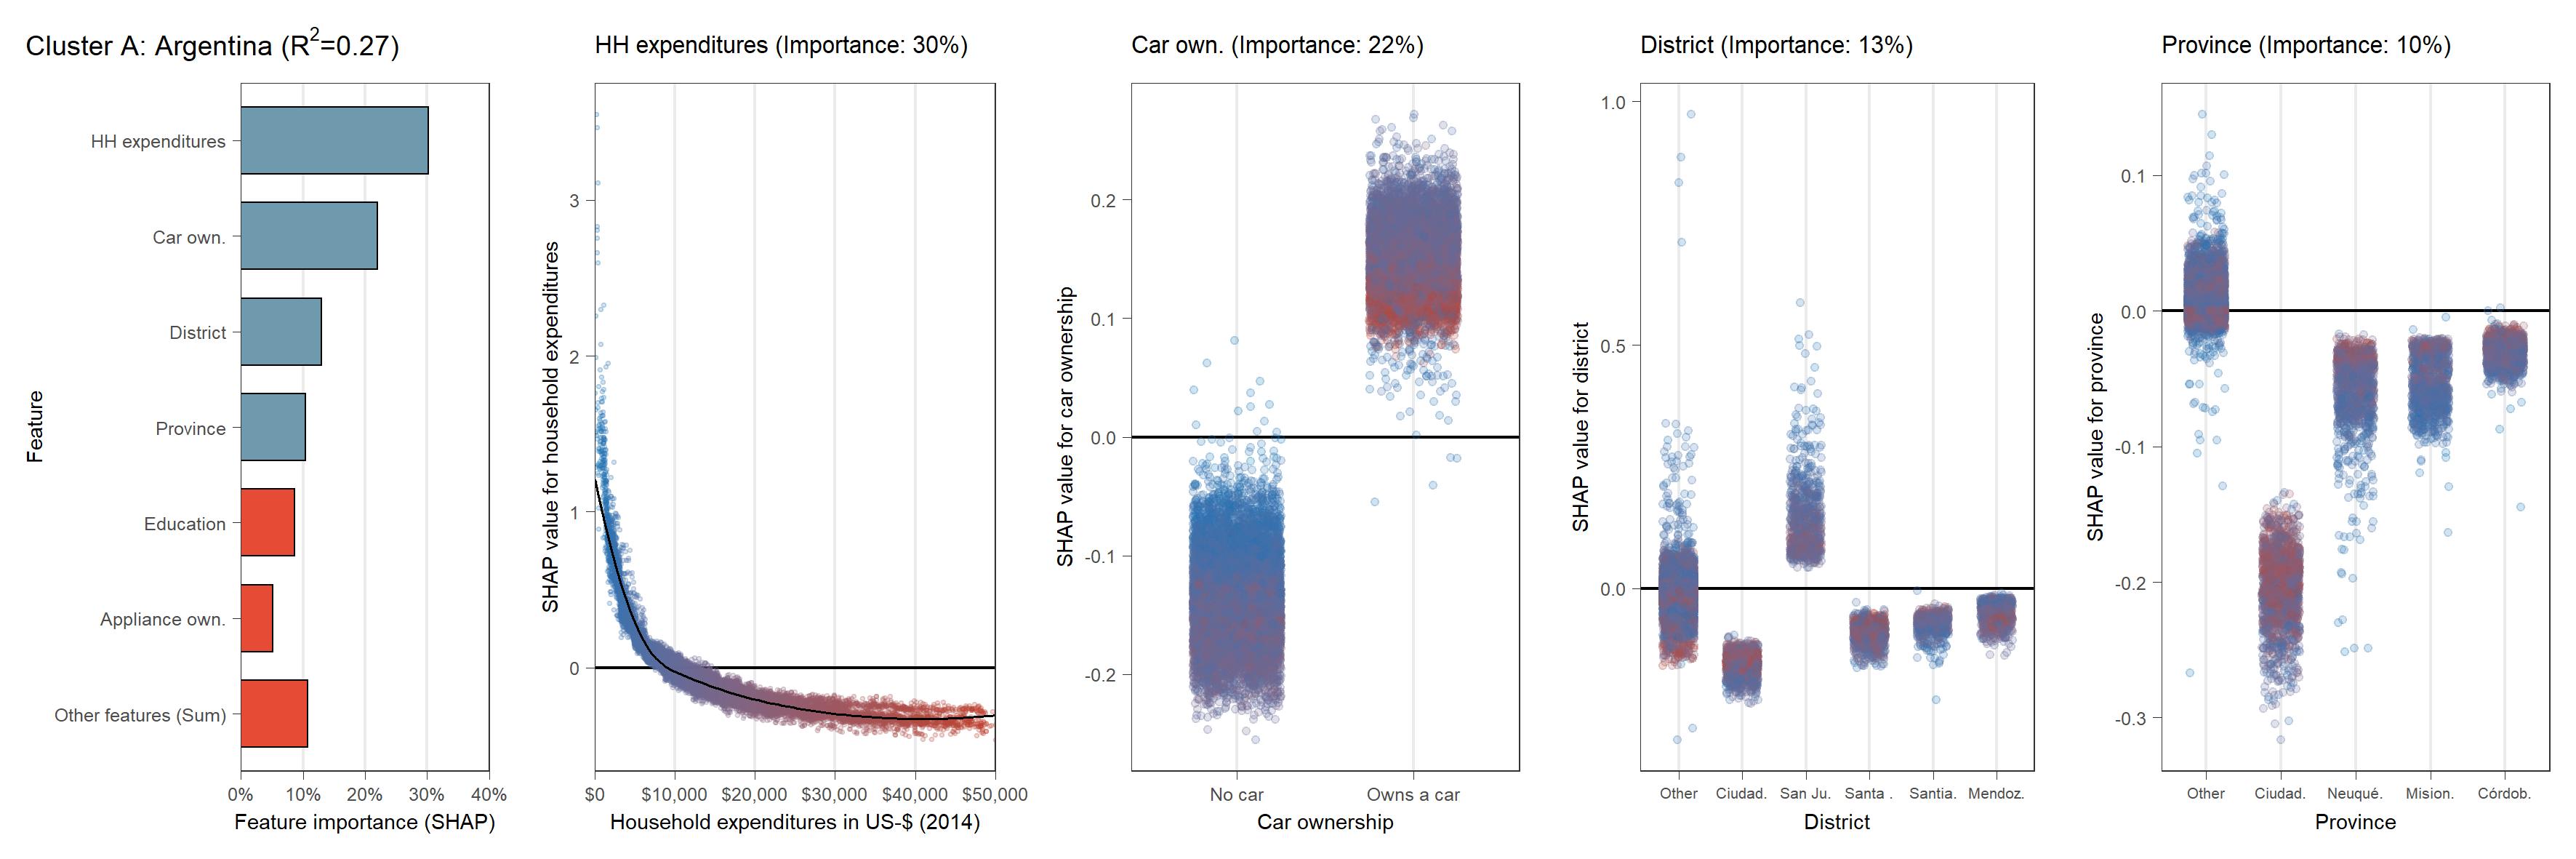 Cluster A: Argentina (R2=0.27)
Feature
HH expenditures
Car own.
District
Province
Education
Appliance own.
Other features (Sum)
0% 10% 20% 30% 40%
Feature importance (SHAP)
HH expenditures (Importance: 30%)
SHAP value for household expenditures
3
2
1
0
$0 $10,000 $20,000 $30,000 $40,000 $50,000
Household expenditures in US-$ (2014)
Car own. (Importance: 22%)
SHAP value for car ownership
0.2
0.1
0.0
-0.1
-0.2
No car Owns a car
Car ownership
District (Importance: 13%)
SHAP value for district
1.0
0.5
0.0
Other Ciudad. San Ju. Santa . Santia. Mendoz.
District
Province (Importance: 10%)
SHAP value for province
0.1
0.0
-0.1
-0.2
-0.3
Other Ciudad. Neuqué. Mision. Córdob.
Province